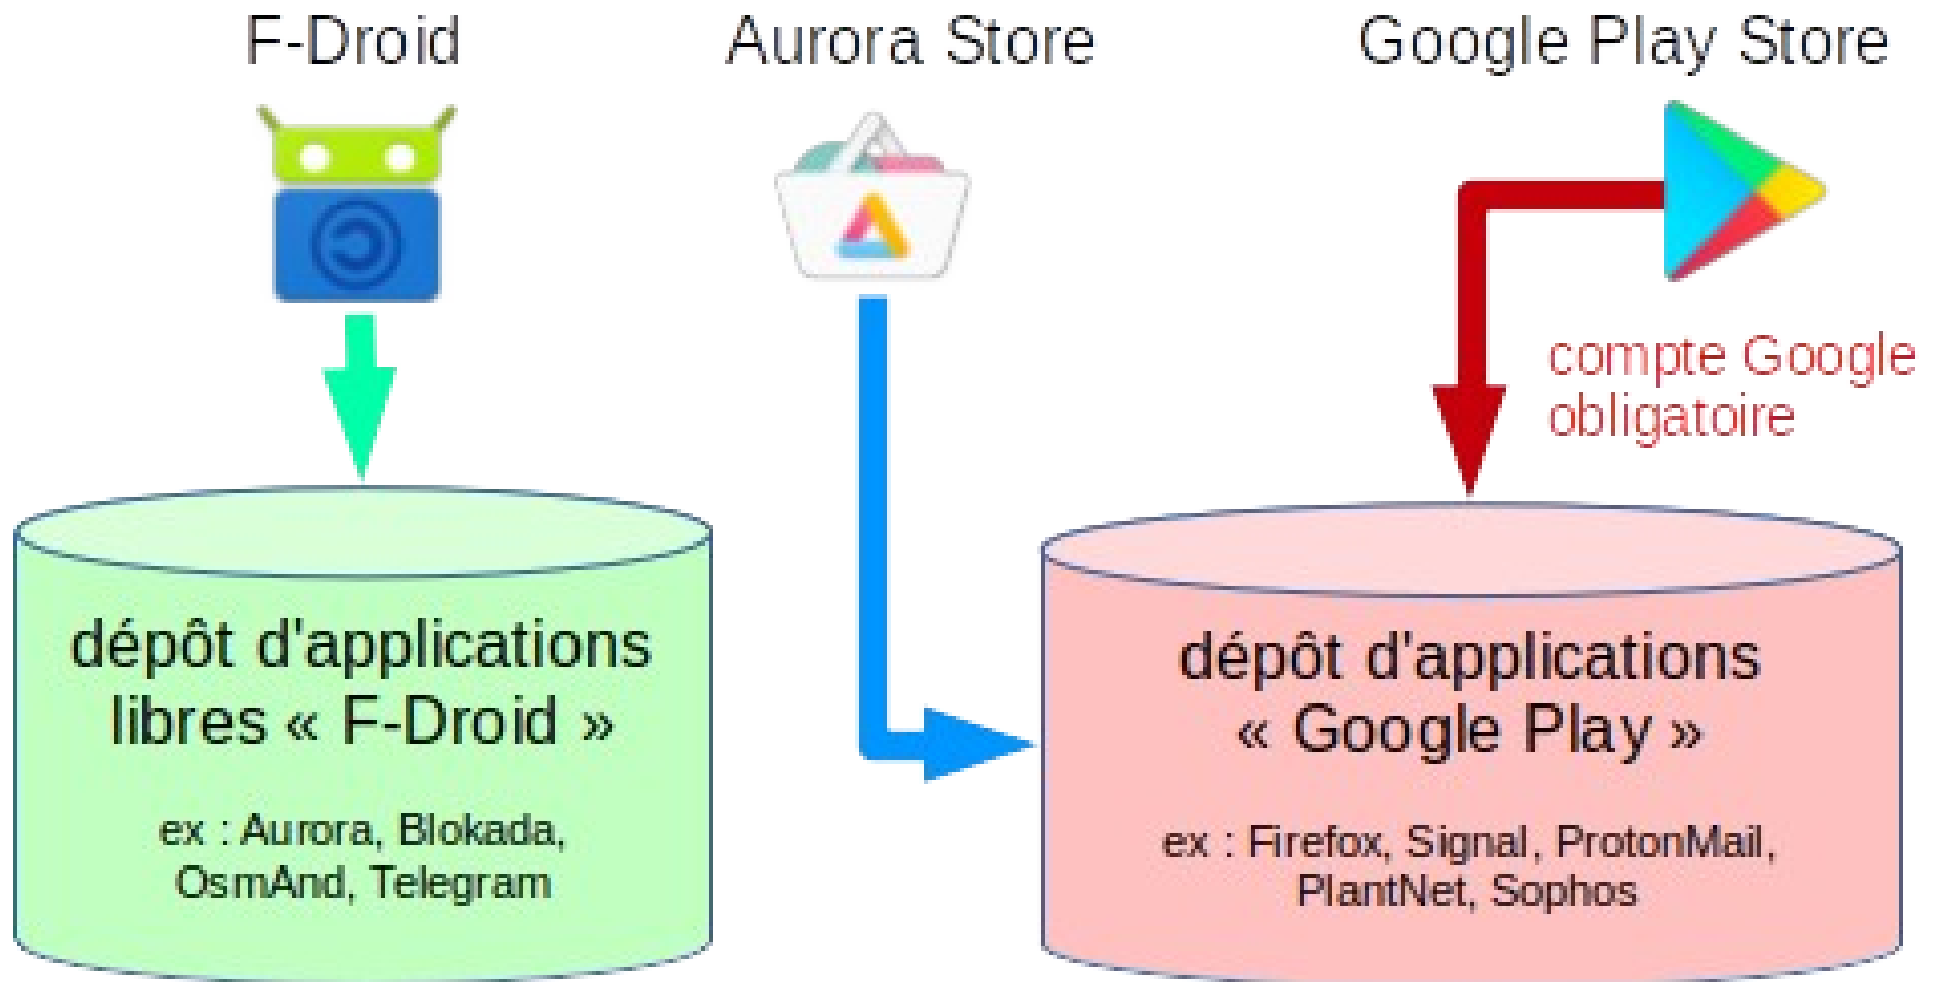 F-Droid
Aurora Store
Google Play Store
compte Google
obligatoire
dépôt d'applications
libres « F-Droid »
ex : Aurora, Blokada,
OsmAnd, Telegram
dépôt d'applications
« Google Play »
ex : Firefox, Signal, ProtonMail,
PlantNet, Sophos